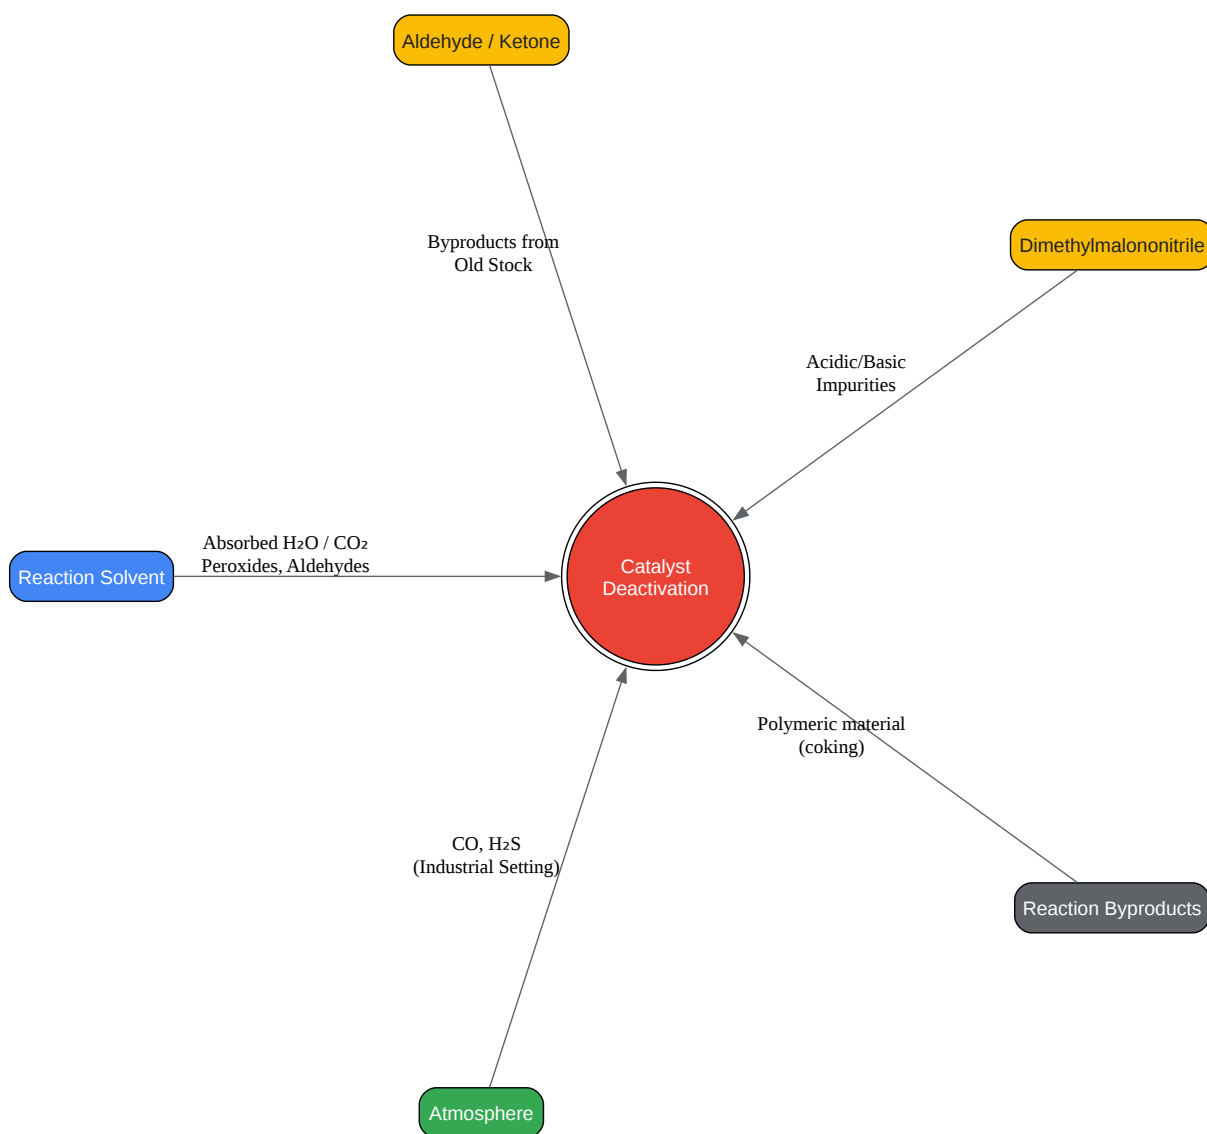 Aldehyde / Ketone
Byproducts from
Old Stock
Dimethylmalononitrile
Acidic/Basic
Impurities
Absorbed H₂O / CO₂
Peroxides, Aldehydes
Reaction Solvent
Catalyst
Deactivation
Polymeric material
(coking)
CO, H₂S
(Industrial Setting)
Reaction Byproducts
Atmosphere